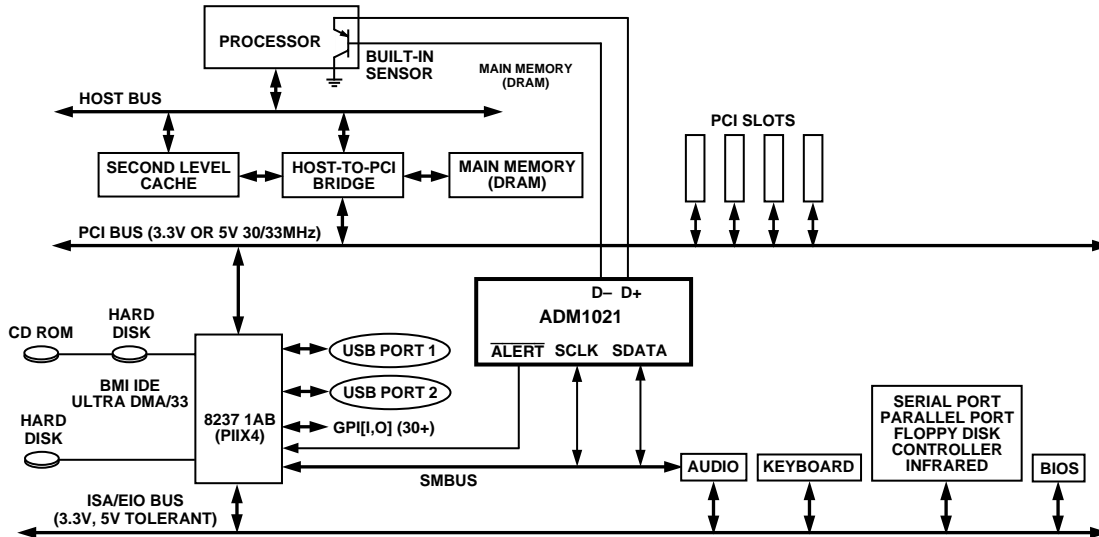 PROCESSOR
BUILT-IN
SENSOR
MAIN MEMORY
(DRAM)
HOST BUS
PCI SLOTS
SECOND LEVEL
CACHE
HOST-TO-PCI
BRIDGE
MAIN MEMORY
(DRAM)
PCI BUS (3.3V OR 5V 30/33MHz)
D– D+
ADM1021
ALERT SCLK SDATA
CD ROM
HARD
DISK
BMI IDE
ULTRA DMA/33
HARD
DISK
8237 1AB
(PIIX4)
USB PORT 1
USB PORT 2
GPI[I,O] (30+)
SMBUS
AUDIO
KEYBOARD
SERIAL PORT
PARALLEL PORT
FLOPPY DISK
CONTROLLER
INFRARED
BIOS
ISA/EIO BUS
(3.3V, 5V TOLERANT)